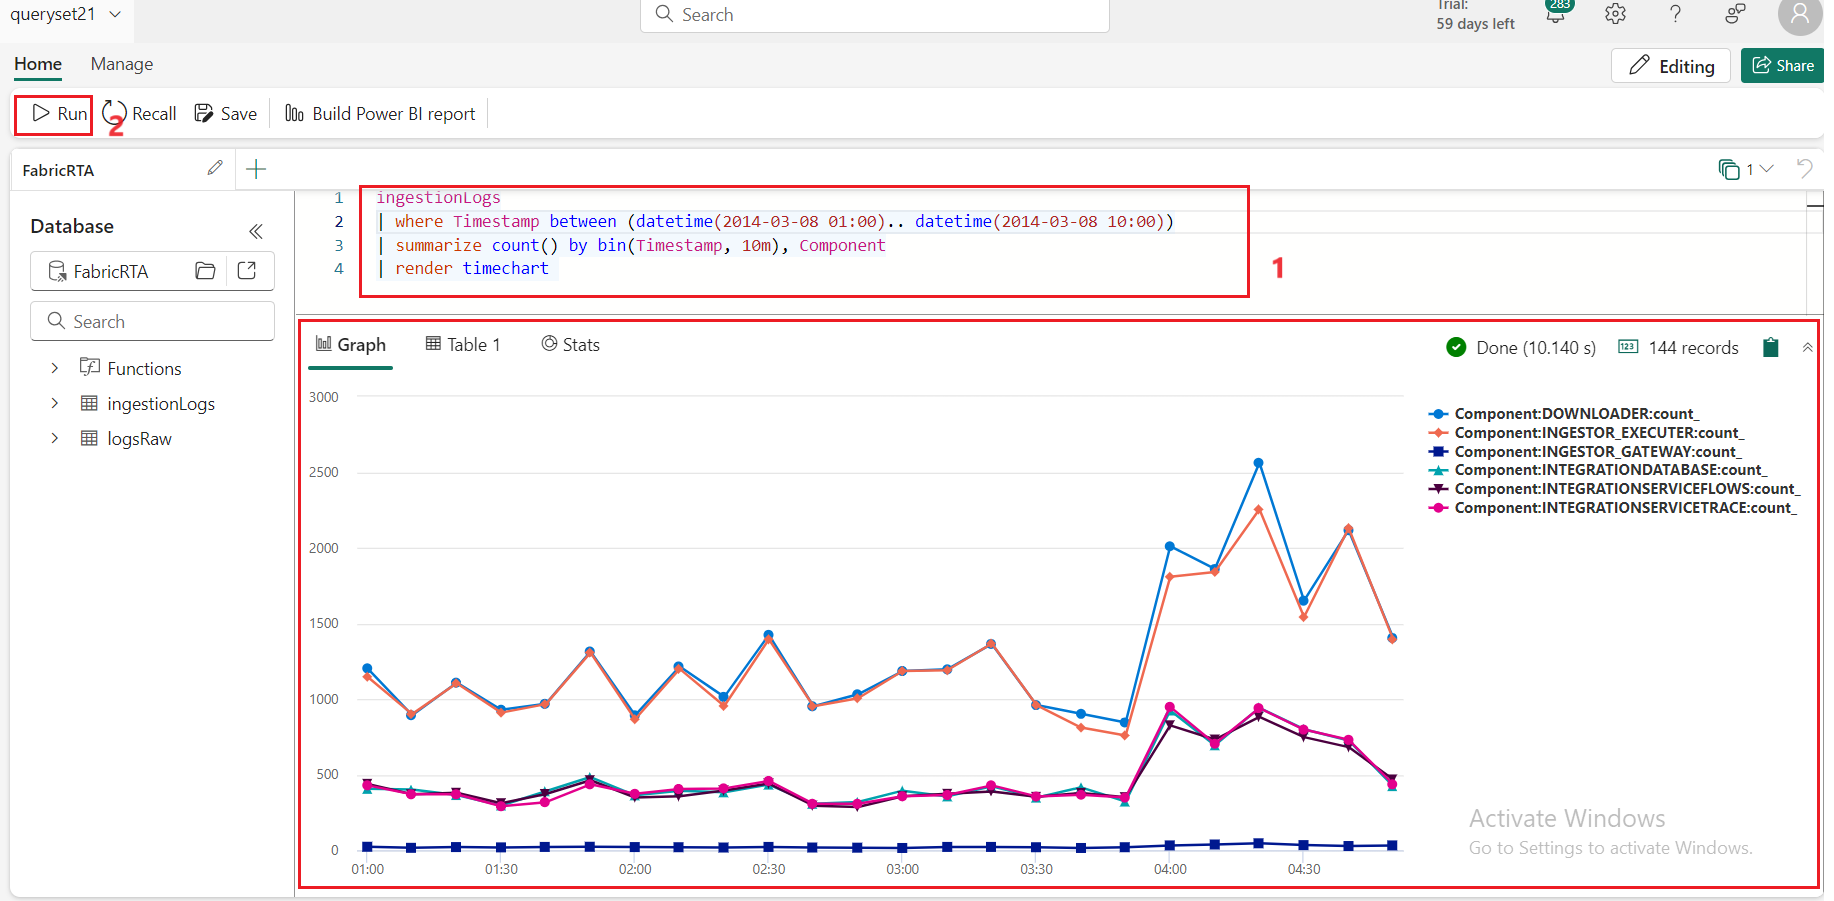 queryset21
Search
Trial:
59 days left
283
Home
Manage
Editing
Share
Run
2
Recall
Save
Build Power BI report
FabricRTA
1
Database
FabricRTA
Search
Functions
ingestionLogs
logsRaw
1 ingestionLogs
2 | where Timestamp between (datetime(2014-03-08 01:00).. datetime(2014-03-08 10:00))
3 | summarize count() by bin(Timestamp, 10m), Component
4 | render timechart
1
Graph
Table 1
Stats
Done (10.140 s)
123
144 records
3000
2500
2000
1500
1000
500
0
01:00
01:30
02:00
02:30
03:00
03:30
04:00
04:30
Component:DOWNLOADER:count_
Component:INGESTOR_EXECUTER:count_
Component:INGESTOR_GATEWAY:count_
Component:INTEGRATIONDATABASE:count_
Component:INTEGRATIONSERVICEFLOWS:count_
Component:INTEGRATIONSERVICETRACE:count_
Activate Windows
Go to Settings to activate Windows.